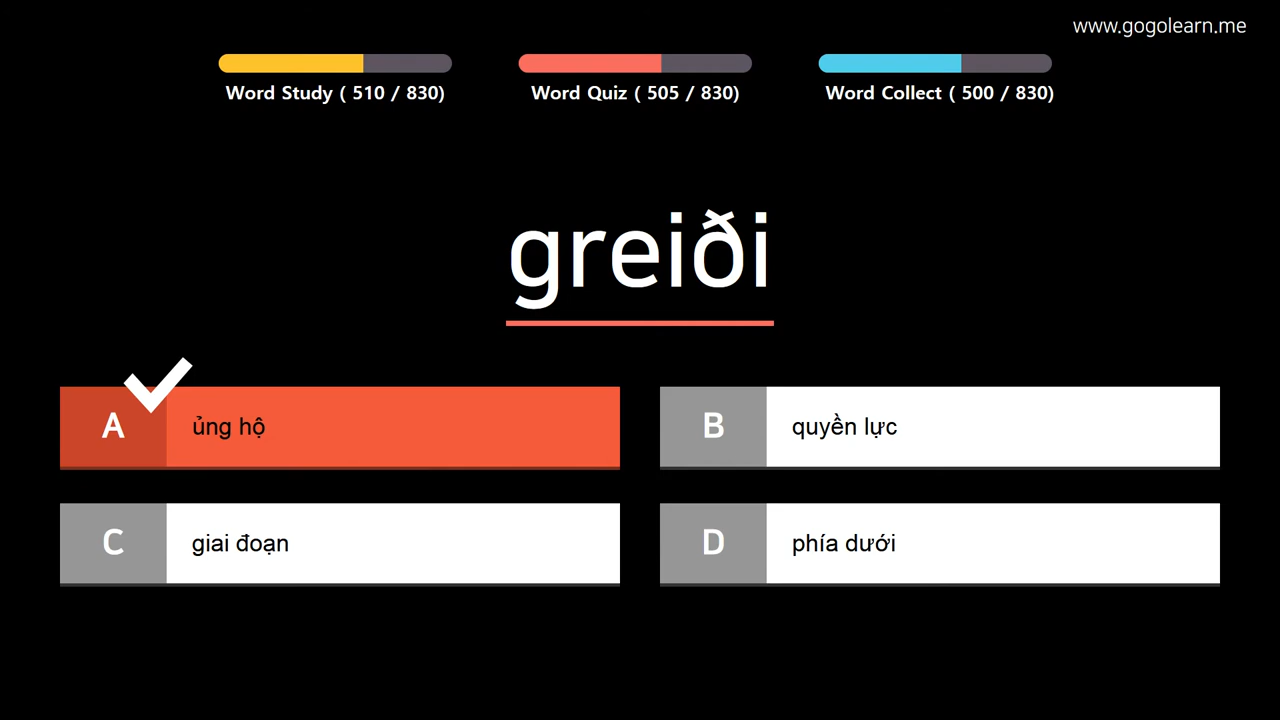 www.gogolearn.me
Word Study ( 510 / 830)
Word Quiz ( 505 / 830)
Word Collect ( 500 / 830)
greiði
A
ủng hộ
B
quyền lực
C
giai đoạn
D
phía dưới